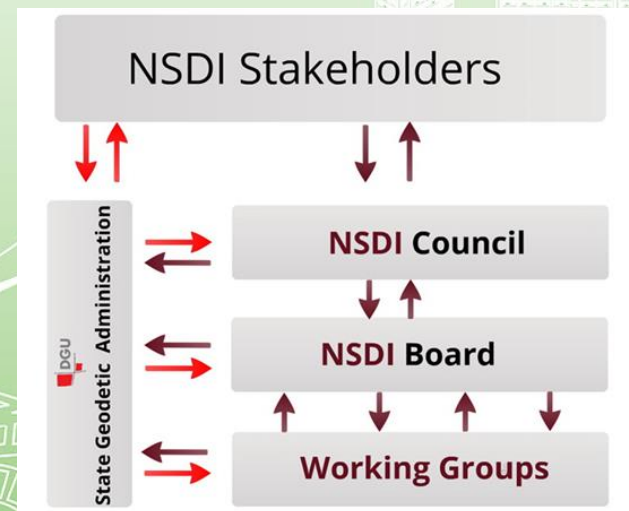 NSDI Stakeholders
State Geodetic Administration
DGU
NSDI Council
NSDI Board
Working Groups